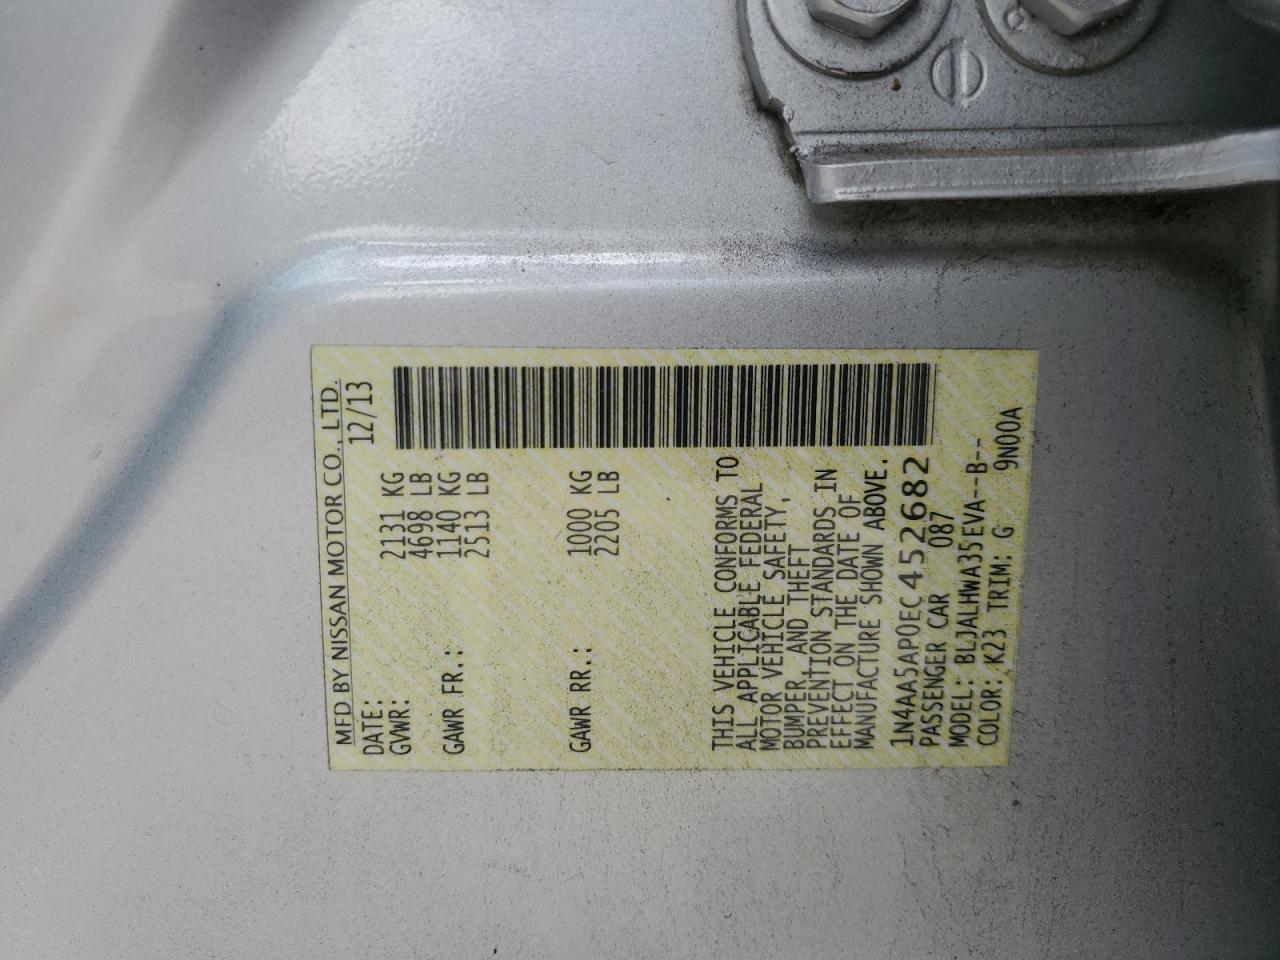 MFD BY NISSAN MOTOR CO., LTD.
DATE: 12/13
GVWR: 2131 KG
4698 LB
GAWR FR.: 1140 KG
2513 LB
GAWR RR.: 1000 KG
2205 LB
THIS VEHICLE CONFORMS TO
ALL APPLICABLE FEDERAL
MOTOR VEHICLE SAFETY,
BUMPER, AND THEFT
PREVENTION STANDARDS IN
EFFECT ON THE DATE OF
MANUFACTURE SHOWN ABOVE.
1N4AA5AP0EC452682
PASSENGER CAR 087
MODEL: BLJALHWA35EVA--B--
COLOR: K23 TRIM: G 9N00A